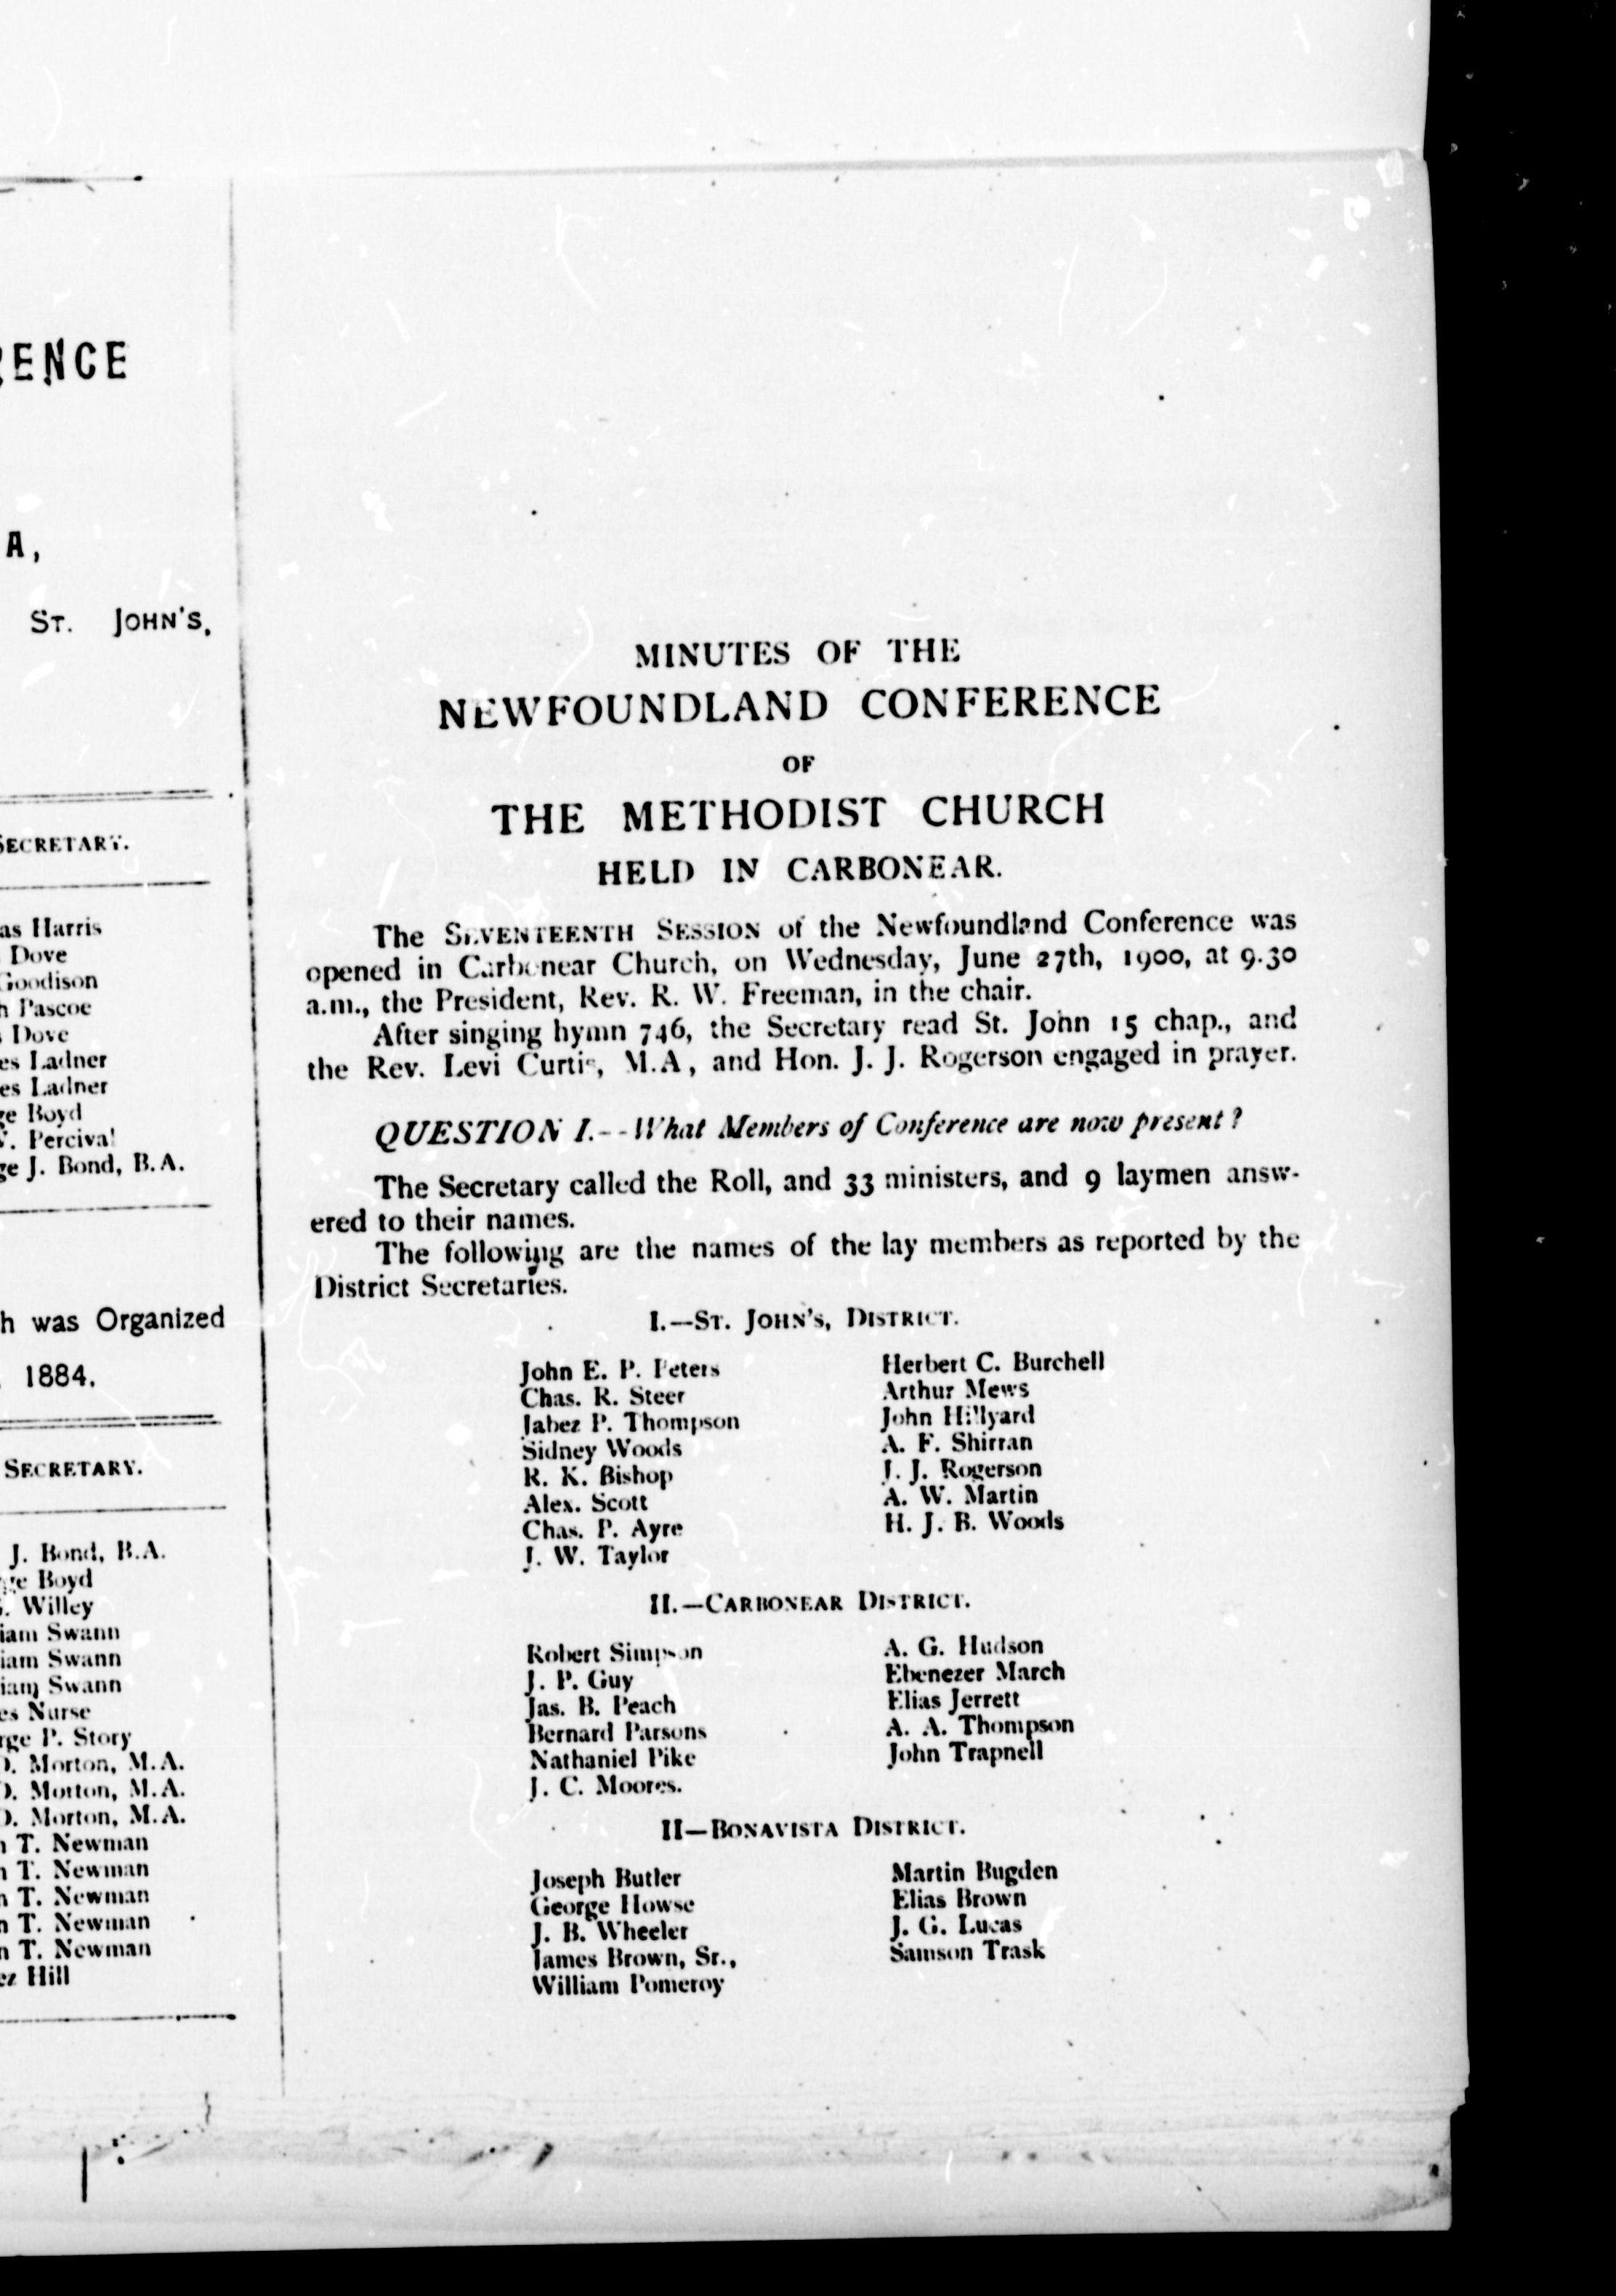 RENCE
A,
ST. JOHN'S,
SECRETARY.
as Harris
Dove
Goodison
h Pascoe
s Dove
es Ladner
es Ladner
ge Boyd
W. Percival
ge J. Bond, B.A.
h was Organized
1884.
SECRETARY.
J. Bond, B.A.
ge Boyd
G. Willey
iam Swann
iam Swann
iam Swann
es Nurse
rge P. Story
D. Morton, M.A.
D. Morton, M.A.
D. Morton, M.A.
n T. Newman
n T. Newman
n T. Newman
n T. Newman
n T. Newman
ez Hill
MINUTES OF THE
NEWFOUNDLAND CONFERENCE
OF
THE METHODIST CHURCH
HELD IN CARBONEAR.
The SEVENTEENTH SESSION of the Newfoundland Conference was
opened in Carbonear Church, on Wednesday, June 27th, 1900, at 9.30
a.m., the President, Rev. R. W. Freeman, in the chair.
After singing hymn 746, the Secretary read St. John 15 chap., and
the Rev. Levi Curtis, M.A, and Hon. J. J. Rogerson engaged in prayer.
QUESTION I.--What Members of Conference are now present?
The Secretary called the Roll, and 33 ministers, and 9 laymen answ-
ered to their names.
The following are the names of the lay members as reported by the
District Secretaries.
I.—ST. JOHN'S, DISTRICT.
John E. P. Peters
Chas. R. Steer
Jabez P. Thompson
Sidney Woods
R. K. Bishop
Alex. Scott
Chas. P. Ayre
J. W. Taylor
Herbert C. Burchell
Arthur Mews
John Hillyard
A. F. Shirran
J. J. Rogerson
A. W. Martin
H. J. B. Woods
II.—CARBONEAR DISTRICT.
Robert Simpson
J. P. Guy
Jas. B. Peach
Bernard Parsons
Nathaniel Pike
J. C. Moores.
A. G. Hudson
Ebenezer March
Elias Jerrett
A. A. Thompson
John Trapnell
II—BONAVISTA DISTRICT.
Joseph Butler
George Howse
J. B. Wheeler
James Brown, Sr.,
William Pomeroy
Martin Bugden
Elias Brown
J. G. Lucas
Samson Trask